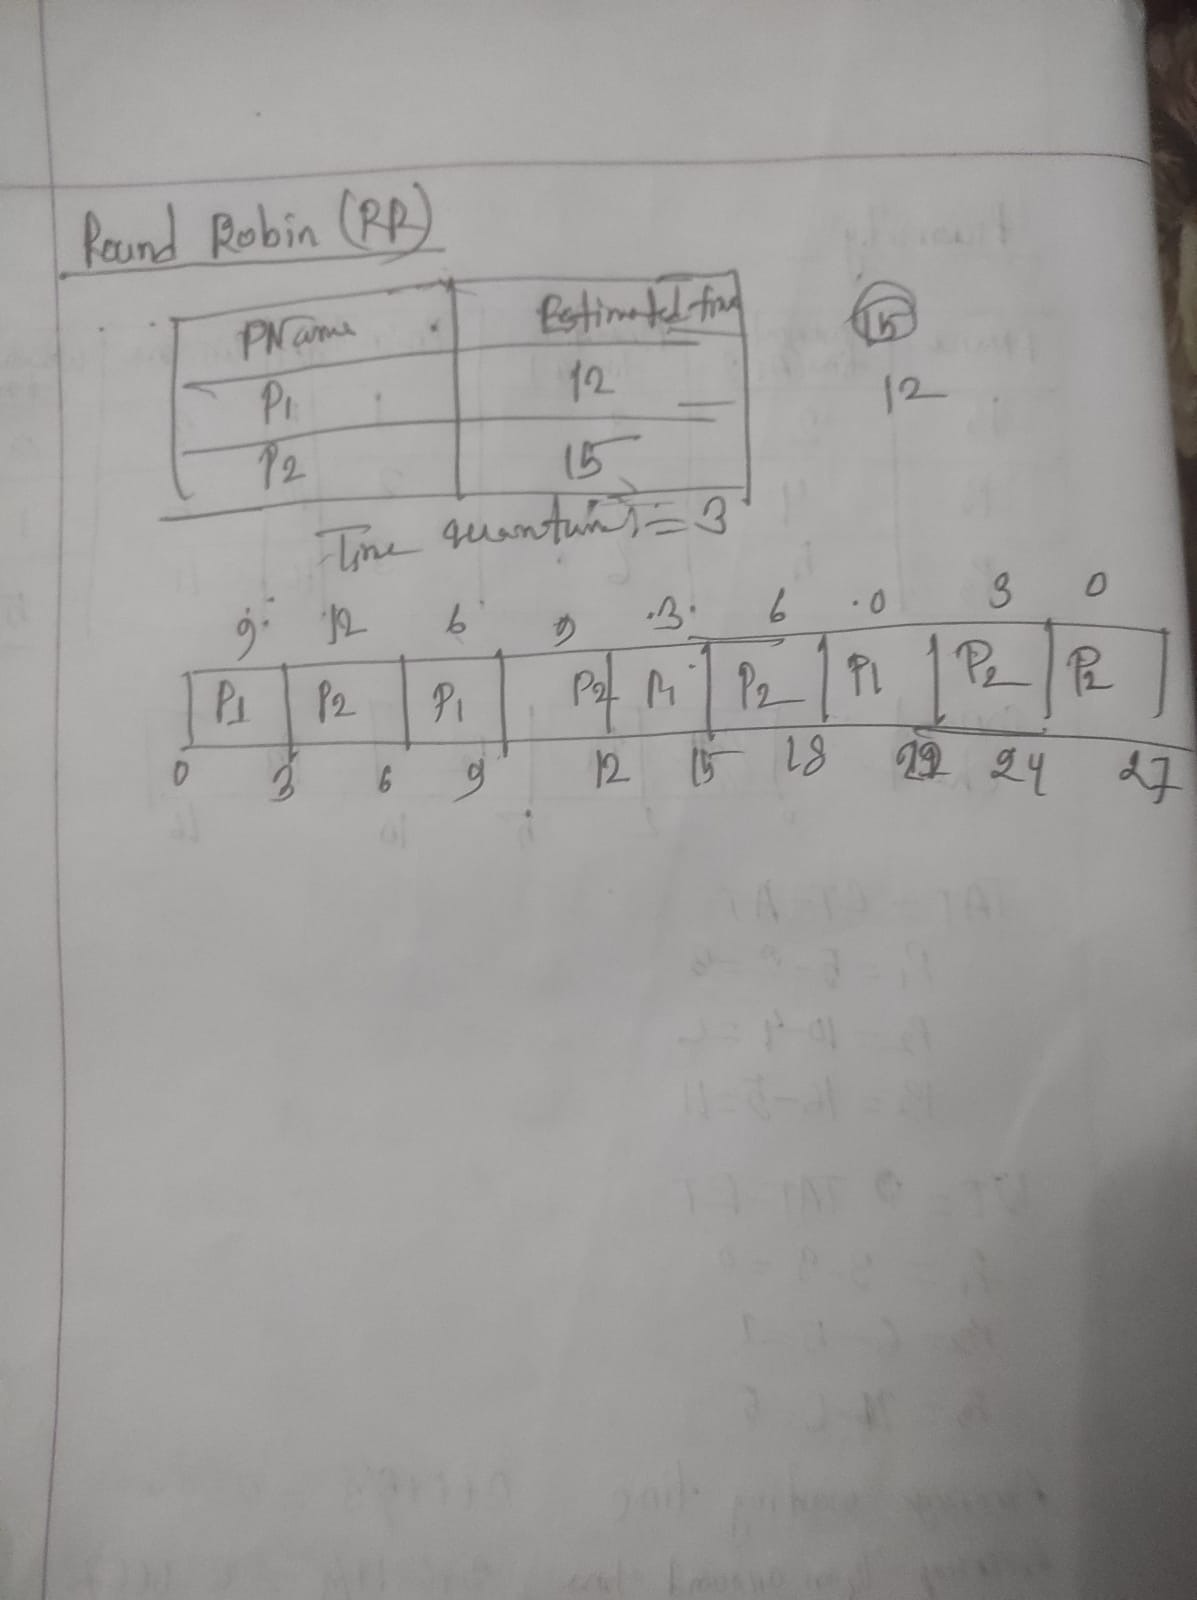 Round Robin (RR)
PName Estimated time 15
P1 12 12
P2 15
Time quantum = 3
9 12 6 9 3 6 0 3 0
P1 P2 P1 P2 P1 P2 P1 P2 P2
0 3 6 9 12 15 18 24 27